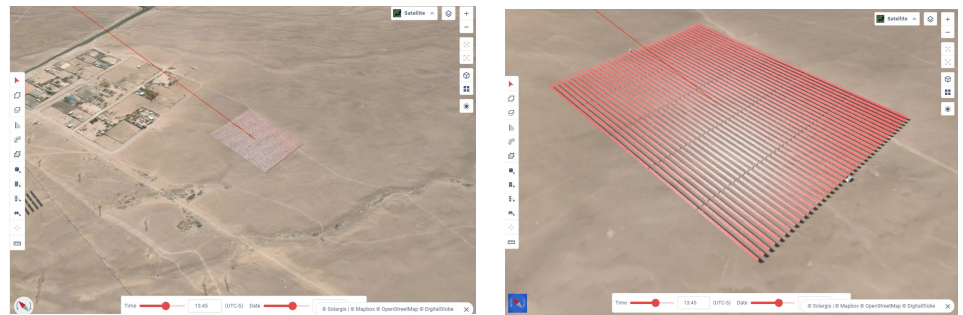 Satellite
Time 13:45 (UTC-5) Date
© Solargis | © Mapbox © OpenStreetMap © DigitalGlobe
Satellite
Time 13:45 (UTC-5) Date
© Solargis | © Mapbox © OpenStreetMap © DigitalGlobe